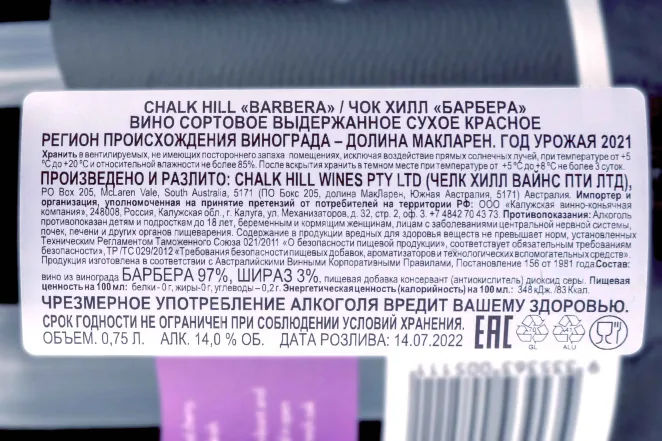 CHALK HILL «BARBERA» / ЧОК ХИЛЛ «БАРБЕРА»
ВИНО СОРТОВОЕ ВЫДЕРЖАННОЕ СУХОЕ КРАСНОЕ
РЕГИОН ПРОИСХОЖДЕНИЯ ВИНОГРАДА – ДОЛИНА МАКЛАРЕН. ГОД УРОЖАЯ 2021
Хранить в вентилируемых, не имеющих постороннего запаха помещениях, исключая воздействие прямых солнечных лучей, при температуре от +5
°С до +20 °С и относительной влажности не более 85%. После вскрытия хранить в темном месте при температуре от +5°С до +8°С не более 3 суток.
ПРОИЗВЕДЕНО И РАЗЛИТО: CHALK HILL WINES PTY LTD (ЧЕЛК ХИЛЛ ВАЙНС ПТИ ЛТД),
PO Box 205, McLaren Vale, South Australia, 5171 (ПО Бокс 205, долина МакЛарен, Южная Австралия, 5171) Австралия. Импортер и
организация, уполномоченная на принятие претензий от потребителей на территории РФ: ООО «Калужская винно-коньячная
компания», 248008, Россия, Калужская обл., г. Калуга, ул. Механизаторов, д. 32, стр. 2, оф. 3. +7 4842 70 43 73. Противопоказания: Алкоголь
противопоказан детям и подросткам до 18 лет, беременным и кормящим женщинам, лицам с заболеваниями центральной нервной системы,
почек, печени и других органов пищеварения. Содержание в продукции вредных для здоровья веществ не превышает норм, установленных
Техническим Регламентом Таможенного Союза 021/2011 «О безопасности пищевой продукции», соответствует обязательным требованиям
безопасности», ТР /ТС 029/2012 «Требования безопасности пищевых добавок, ароматизаторов и технологических вспомогательных средств».
Продукция изготовлена в соответствии с Австралийскими Винными Корпоративными Правилами, Постановление 156 от 1981 года. Состав:
вино из винограда БАРБЕРА 97%, ШИРАЗ 3%, пищевая добавка консервант (антиокислитель) диоксид серы. Пищевая
ценность на 100 мл: белки - 0 г, жиры-0 г, углеводы – 0,2 г. Энергетическая ценность (калорийность) на 100 мл.: 348 кДж. /83 Ккал.
ЧРЕЗМЕРНОЕ УПОТРЕБЛЕНИЕ АЛКОГОЛЯ ВРЕДИТ ВАШЕМУ ЗДОРОВЬЮ.
СРОК ГОДНОСТИ НЕ ОГРАНИЧЕН ПРИ СОБЛЮДЕНИИ УСЛОВИЙ ХРАНЕНИЯ.
ОБЪЕМ: 0,75 Л. АЛК. 14,0 % ОБ. ДАТА РОЗЛИВА: 14.07.2022
EAC
GL
ALU